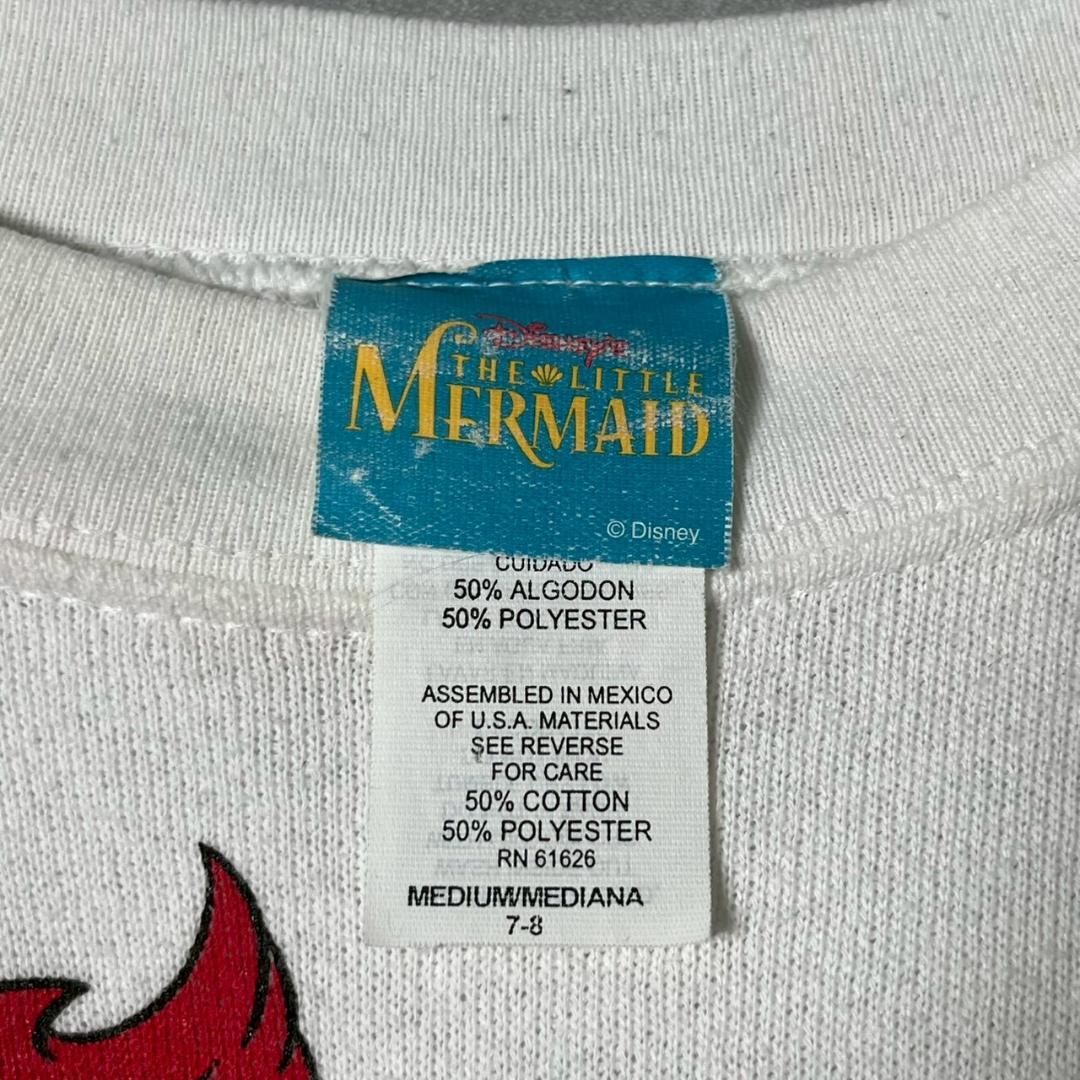 Disney's
THE LITTLE
MERMAID
© Disney
CUIDADO
50% ALGODON
50% POLYESTER
ASSEMBLED IN MEXICO
OF U.S.A. MATERIALS
SEE REVERSE
FOR CARE
50% COTTON
50% POLYESTER
RN 61626
MEDIUM/MEDIANA
7-8